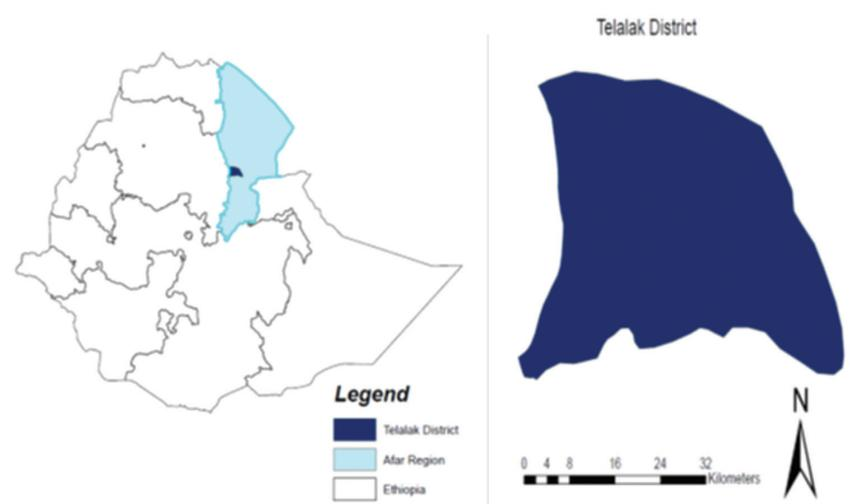 Telalak District
Legend
Telalak District
Afar Region
Ethiopia
N
0 4 8 16 24 32
Kilometers